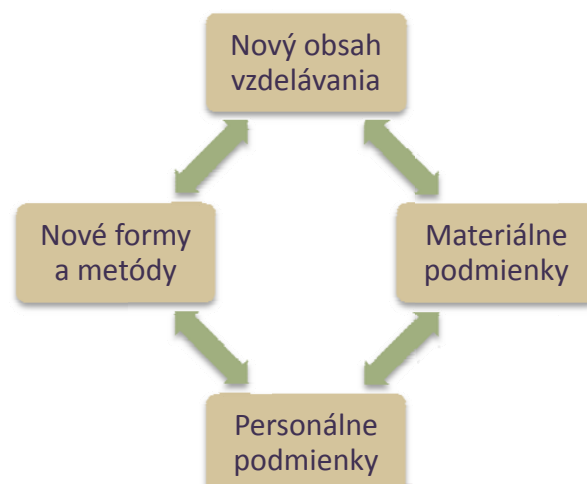 Nový obsah
vzdelávania
Nové formy
a metódy
Materiálne
podmienky
Personálne
podmienky